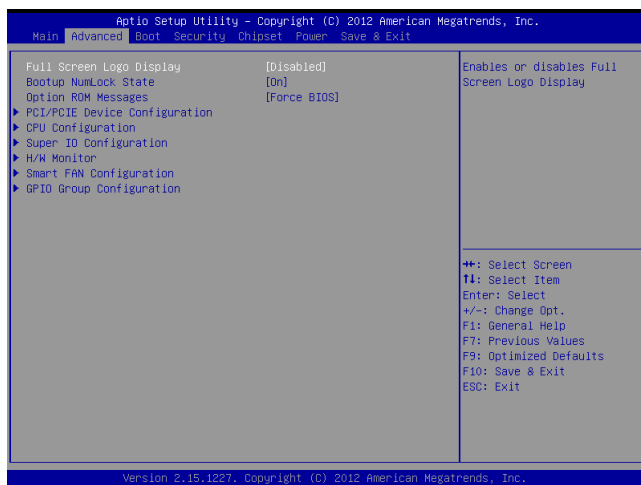 Aptio Setup Utility – Copyright (C) 2012 American Megatrends, Inc.
Main Advanced Boot Security Chipset Power Save & Exit
Full Screen Logo Display [Disabled]
Bootup NumLock State [On]
Option ROM Messages [Force BIOS]
PCI/PCIE Device Configuration
CPU Configuration
Super IO Configuration
H/W Monitor
Smart FAN Configuration
GPIO Group Configuration
Enables or disables Full
Screen Logo Display
→←: Select Screen
↑↓: Select Item
Enter: Select
+/-: Change Opt.
F1: General Help
F7: Previous Values
F9: Optimized Defaults
F10: Save & Exit
ESC: Exit
Version 2.15.1227. Copyright (C) 2012 American Megatrends, Inc.